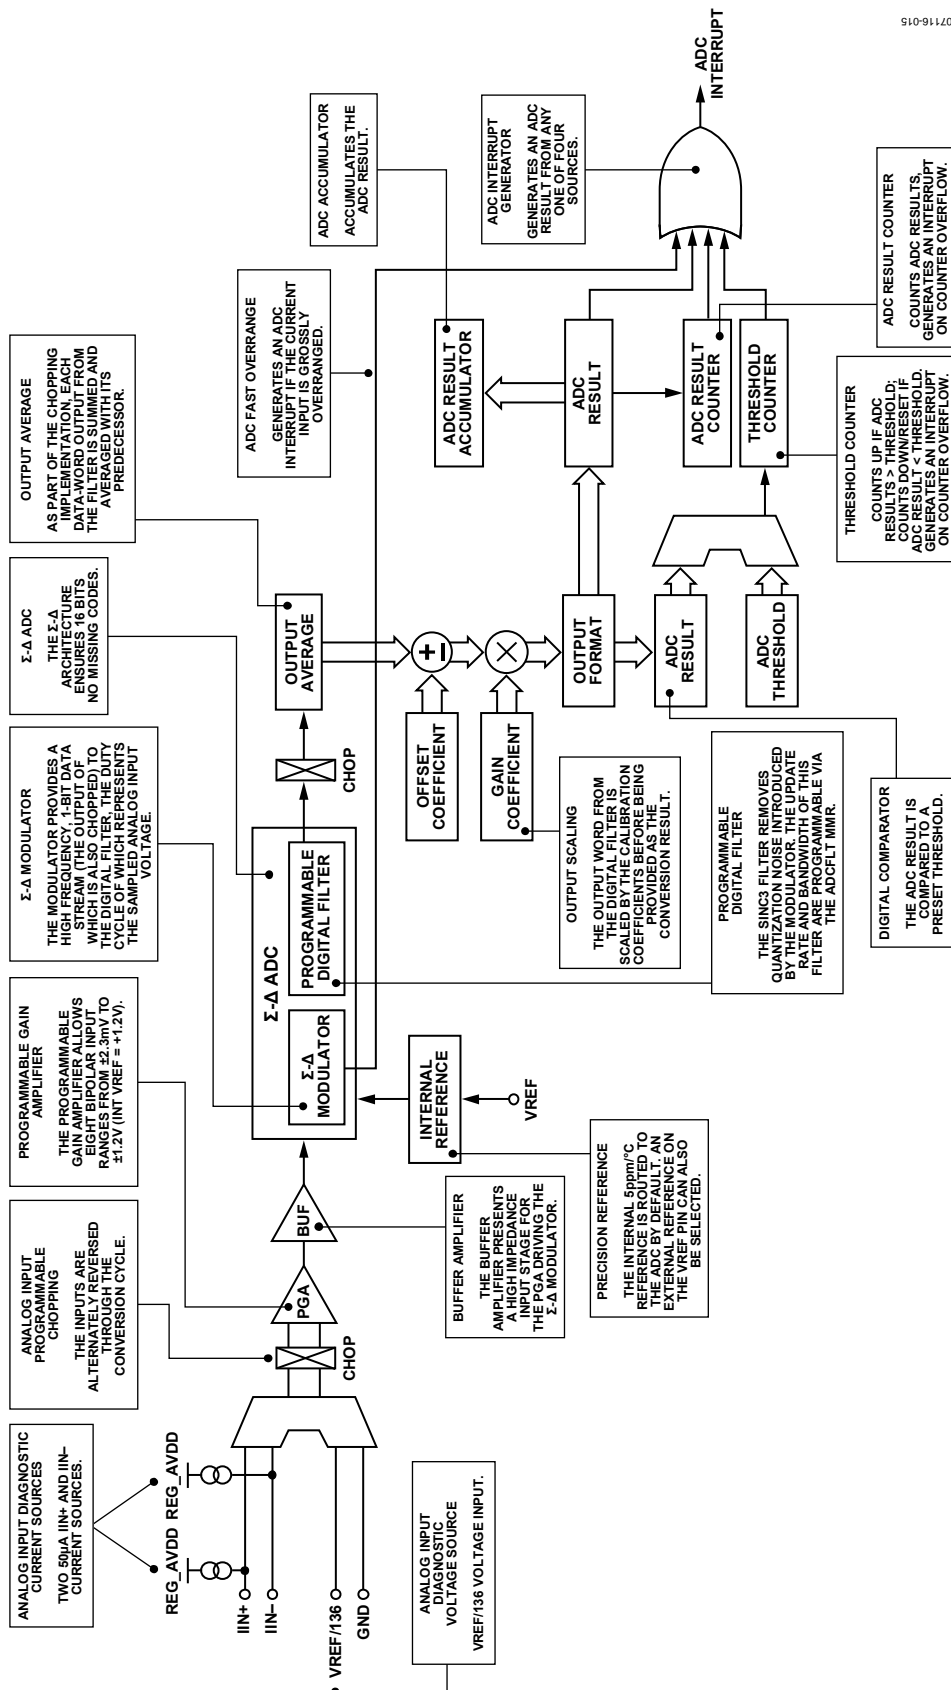 ANALOG INPUT DIAGNOSTIC
CURRENT SOURCES
TWO 50µA IIN+ AND IIN–
CURRENT SOURCES.
ANALOG INPUT
PROGRAMMABLE
CHOPPING
THE INPUTS ARE
ALTERNATELY REVERSED
THROUGH THE
CONVERSION CYCLE.
PROGRAMMABLE GAIN
AMPLIFIER
THE PROGRAMMABLE
GAIN AMPLIFIER ALLOWS
EIGHT BIPOLAR INPUT
RANGES FROM ±2.3mV TO
±1.2V (INT VREF = +1.2V).
Σ-Δ MODULATOR
THE MODULATOR PROVIDES A
HIGH FREQUENCY, 1-BIT DATA
STREAM (THE OUTPUT OF
WHICH IS ALSO CHOPPED) TO
THE DIGITAL FILTER, THE DUTY
CYCLE OF WHICH REPRESENTS
THE SAMPLED ANALOG INPUT
VOLTAGE.
Σ-Δ ADC
THE Σ-Δ
ARCHITECTURE
ENSURES 16 BITS
NO MISSING CODES.
OUTPUT AVERAGE
AS PART OF THE CHOPPING
IMPLEMENTATION, EACH
DATA-WORD OUTPUT FROM
THE FILTER IS SUMMED AND
AVERAGED WITH ITS
PREDECESSOR.
ADC FAST OVERRANGE
GENERATES AN ADC
INTERRUPT IF THE CURRENT
INPUT IS GROSSLY
OVERRANGED.
ADC ACCUMULATOR
ACCUMULATES THE
ADC RESULT.
ADC INTERRUPT
GENERATOR
GENERATES AN ADC
RESULT FROM ANY
ONE OF FOUR
SOURCES.
REG_AVDD
REG_AVDD
IIN+
IIN–
VREF/136
GND
CHOP
PGA
BUF
Σ-Δ ADC
Σ-Δ
MODULATOR
PROGRAMMABLE
DIGITAL FILTER
CHOP
OUTPUT
AVERAGE
INTERNAL
REFERENCE
VREF
OFFSET
COEFFICIENT
GAIN
COEFFICIENT
+–
×
OUTPUT
FORMAT
ADC
RESULT
ADC
THRESHOLD
ADC RESULT
ACCUMULATOR
ADC
RESULT
ADC RESULT
COUNTER
THRESHOLD
COUNTER
ADC
INTERRUPT
ANALOG INPUT
DIAGNOSTIC
VOLTAGE SOURCE
VREF/136 VOLTAGE INPUT.
BUFFER AMPLIFIER
THE BUFFER
AMPLIFIER PRESENTS
A HIGH IMPEDANCE
INPUT STAGE FOR
THE PGA DRIVING THE
Σ-Δ MODULATOR.
PRECISION REFERENCE
THE INTERNAL 5ppm/°C
REFERENCE IS ROUTED TO
THE ADC BY DEFAULT. AN
EXTERNAL REFERENCE ON
THE VREF PIN CAN ALSO
BE SELECTED.
OUTPUT SCALING
THE OUTPUT WORD FROM
THE DIGITAL FILTER IS
SCALED BY THE CALIBRATION
COEFFICIENTS BEFORE BEING
PROVIDED AS THE
CONVERSION RESULT.
PROGRAMMABLE
DIGITAL FILTER
THE SINC3 FILTER REMOVES
QUANTIZATION NOISE INTRODUCED
BY THE MODULATOR. THE UPDATE
RATE AND BANDWIDTH OF THIS
FILTER ARE PROGRAMMABLE VIA
THE ADCFLT MMR.
DIGITAL COMPARATOR
THE ADC RESULT IS
COMPARED TO A
PRESET THRESHOLD.
THRESHOLD COUNTER
COUNTS UP IF ADC
RESULTS > THRESHOLD;
COUNTS DOWN/RESET IF
ADC RESULT < THRESHOLD.
GENERATES AN INTERRUPT
ON COUNTER OVERFLOW.
ADC RESULT COUNTER
COUNTS ADC RESULTS,
GENERATES AN INTERRUPT
ON COUNTER OVERFLOW.
07116-015